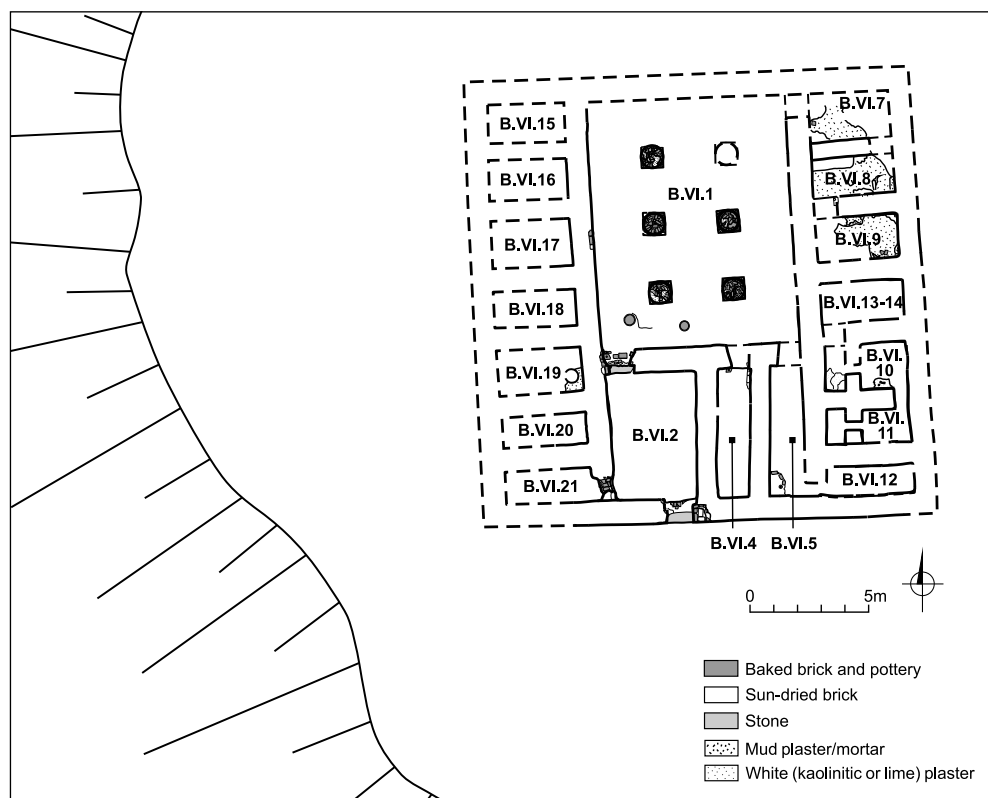 B.VI.7
B.VI.15
B.VI.16
B.VI.1
B.VI.8
B.VI.17
B.VI.9
B.VI.18
B.VI.13-14
B.VI.19
B.VI.
10
B.VI.20
B.VI.2
B.VI.
11
B.VI.21
B.VI.12
B.VI.4
B.VI.5
0
5m
Baked brick and pottery
Sun-dried brick
Stone
Mud plaster/mortar
White (kaolinitic or lime) plaster